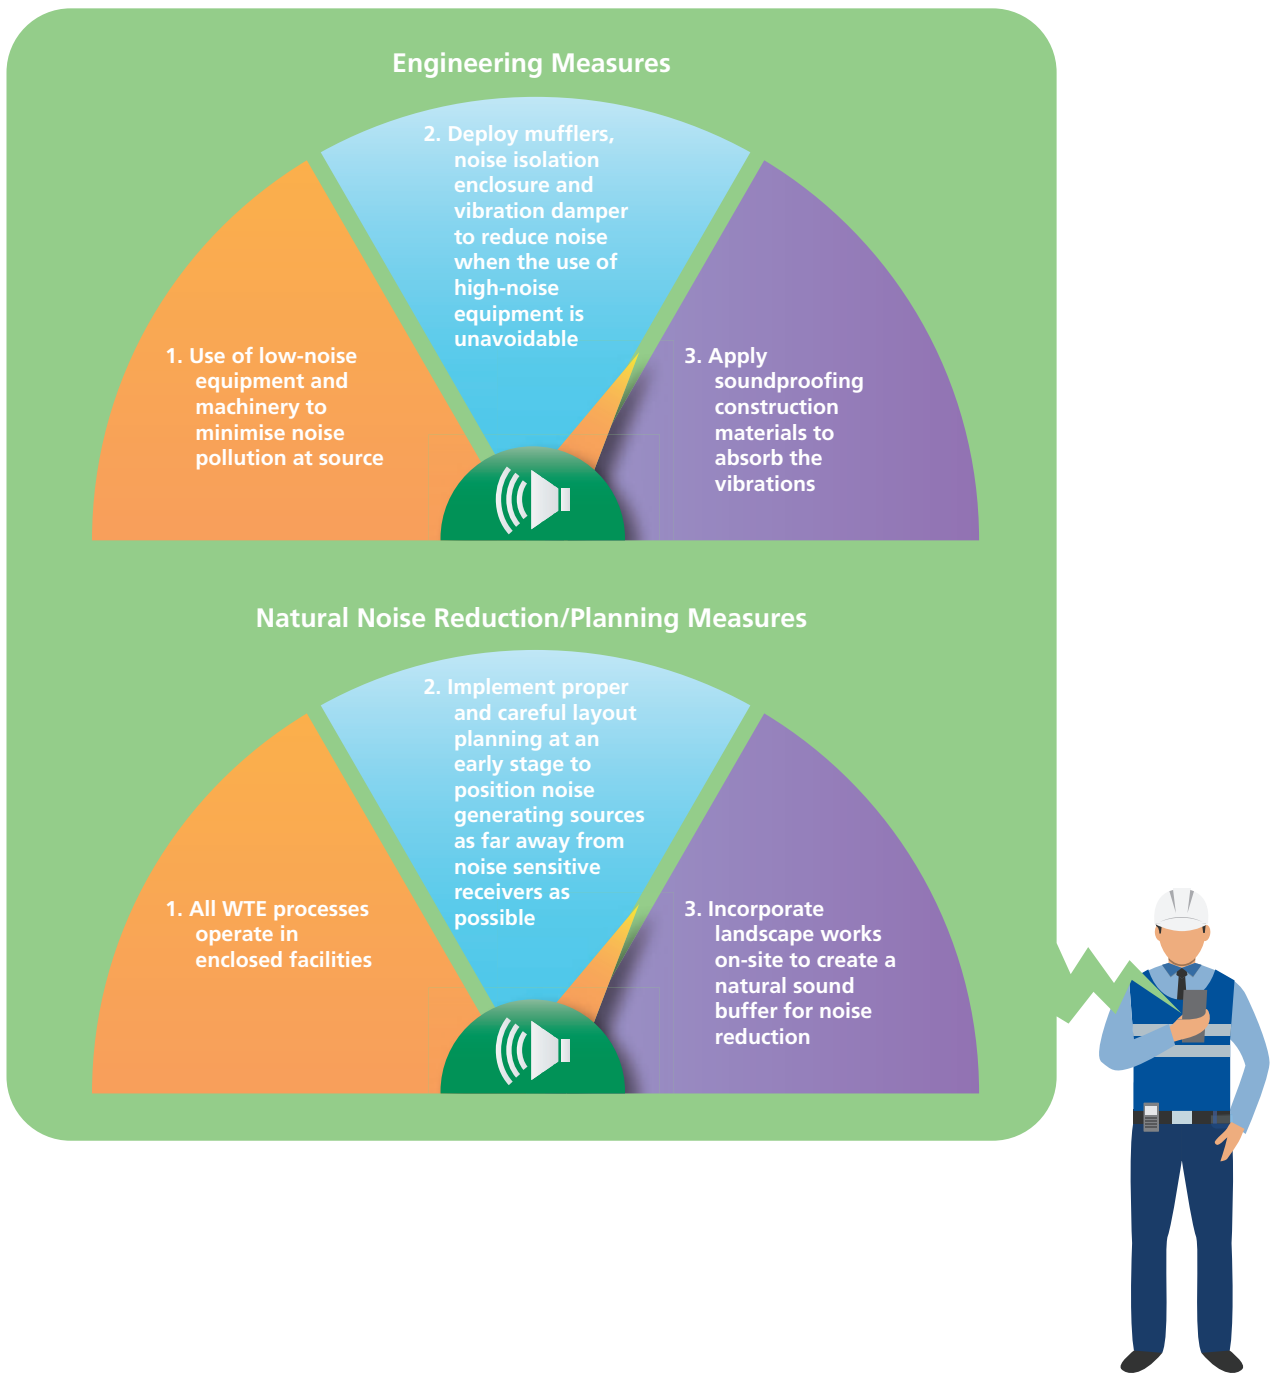 Engineering Measures
2. Deploy mufflers,
noise isolation
enclosure and
vibration damper
to reduce noise
when the use of
high-noise
equipment is
unavoidable
1. Use of low-noise
equipment and
machinery to
minimise noise
pollution at source
3. Apply
soundproofing
construction
materials to
absorb the
vibrations
Natural Noise Reduction/Planning Measures
2. Implement proper
and careful layout
planning at an
early stage to
position noise
generating sources
as far away from
noise sensitive
receivers as
possible
1. All WTE processes
operate in
enclosed facilities
3. Incorporate
landscape works
on-site to create a
natural sound
buffer for noise
reduction